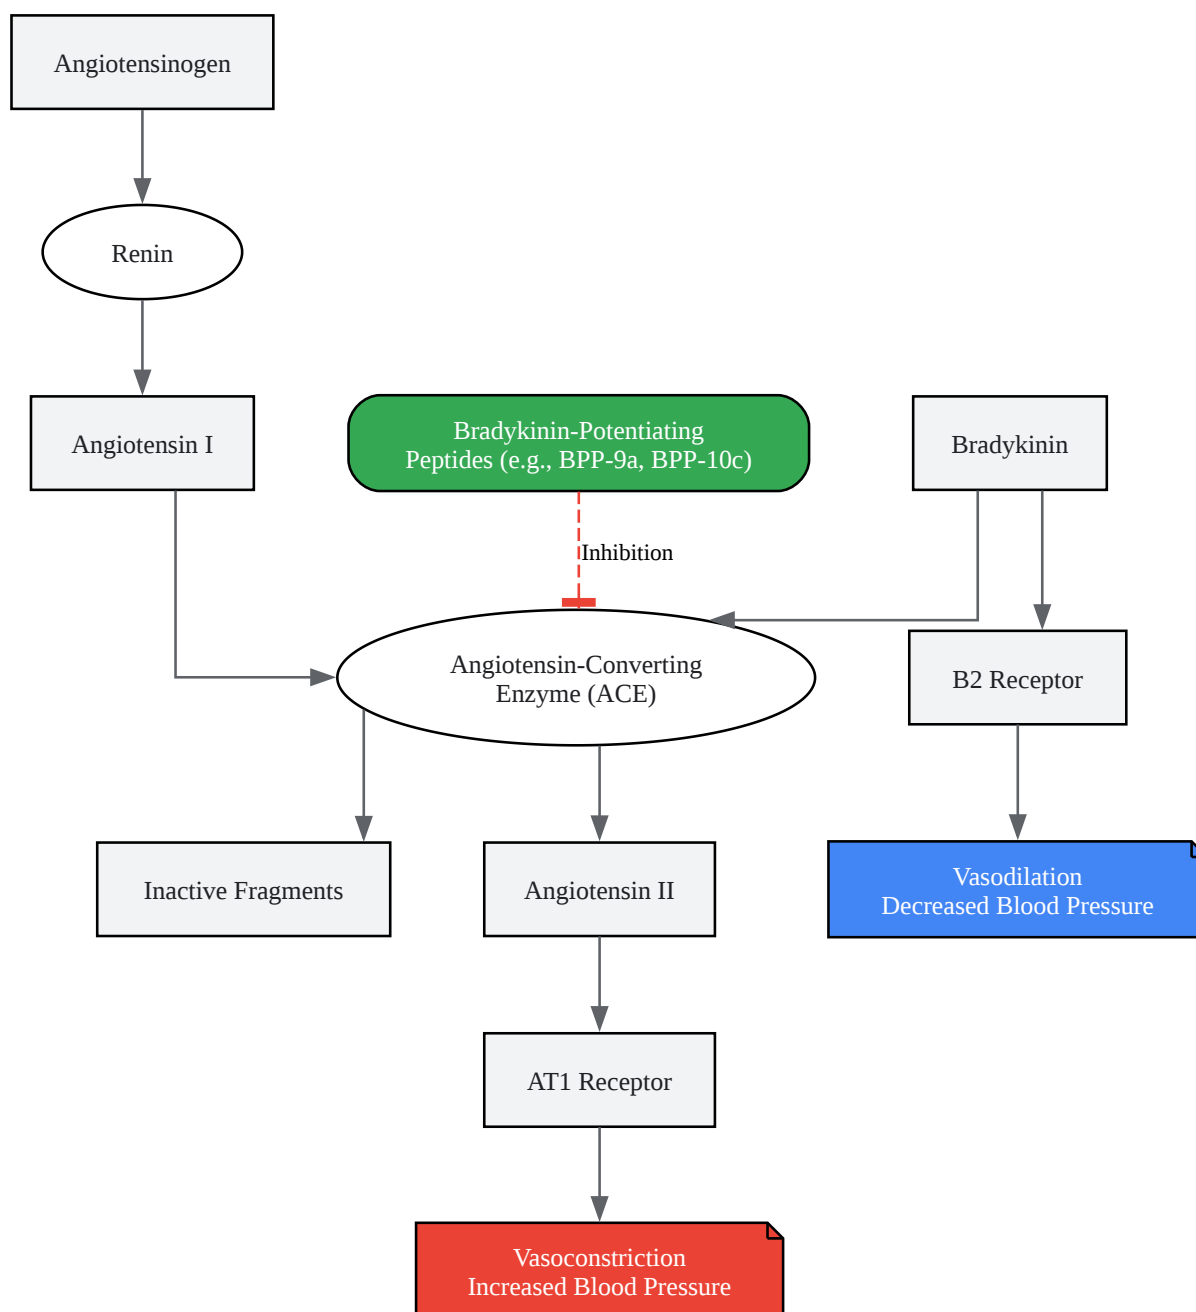 Angiotensinogen
Renin
Angiotensin I
Bradykinin-Potentiating
Peptides (e.g., BPP-9a, BPP-10c)
Bradykinin
Inhibition
Angiotensin-Converting
Enzyme (ACE)
B2 Receptor
Inactive Fragments
Angiotensin II
Vasodilation
Decreased Blood Pressure
AT1 Receptor
Vasoconstriction
Increased Blood Pressure